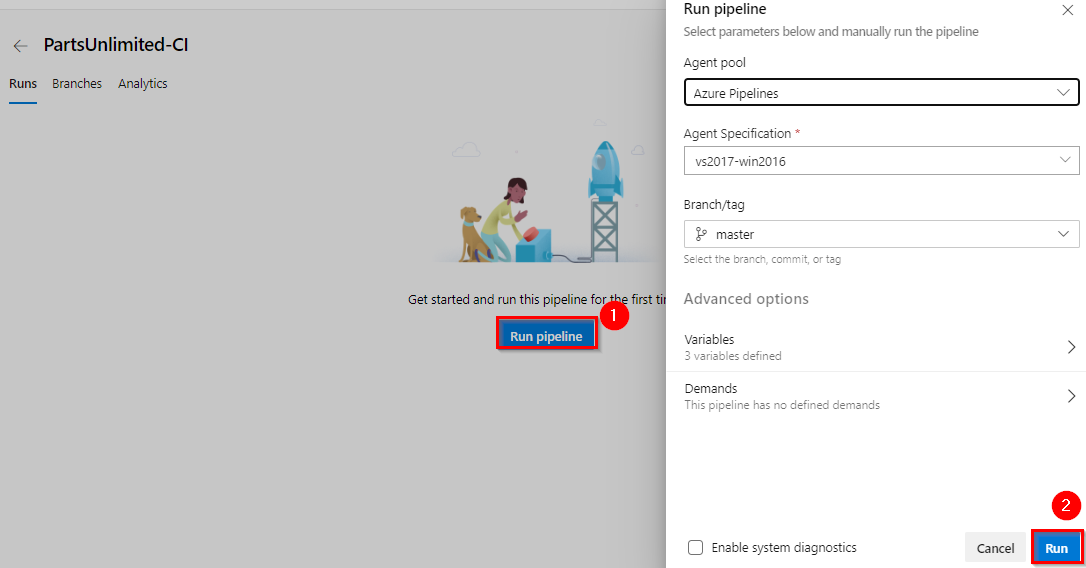 PartsUnlimited-CI
Runs Branches Analytics
Get started and run this pipeline for the first tir
1
Run pipeline
Run pipeline
Select parameters below and manually run the pipeline
Agent pool
Azure Pipelines
Agent Specification *
vs2017-win2016
Branch/tag
master
Select the branch, commit, or tag
Advanced options
Variables
3 variables defined
Demands
This pipeline has no defined demands
2
Enable system diagnostics
Cancel
Run